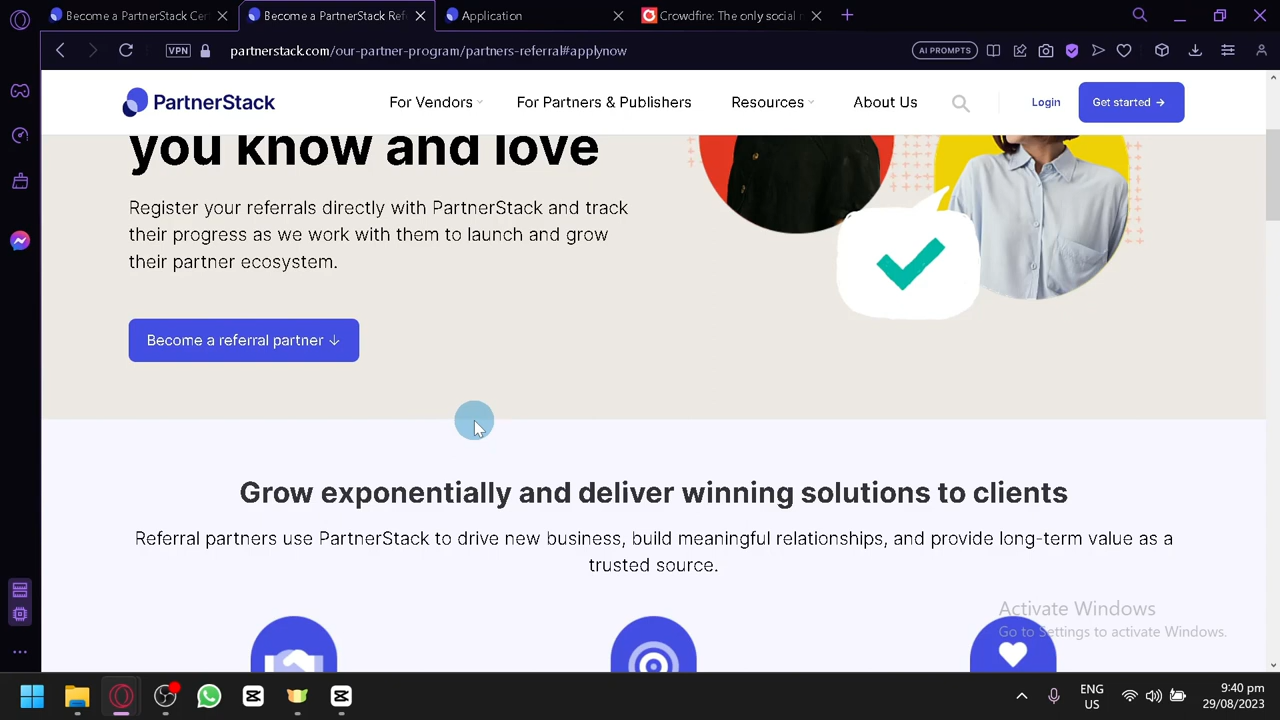 Become a PartnerStack Cer
Become a PartnerStack Ref
Application
Crowdfire: The only social m
VPN
partnerstack.com/our-partner-program/partners-referral#applynow
AI PROMPTS
PartnerStack
For Vendors
For Partners & Publishers
Resources
About Us
Login
Get started →
you know and love
Register your referrals directly with PartnerStack and track
their progress as we work with them to launch and grow
their partner ecosystem.
Become a referral partner ↓
Grow exponentially and deliver winning solutions to clients
Referral partners use PartnerStack to drive new business, build meaningful relationships, and provide long-term value as a
trusted source.
Activate Windows
Go to Settings to activate Windows.
ENG
US
9:40 pm
29/08/2023